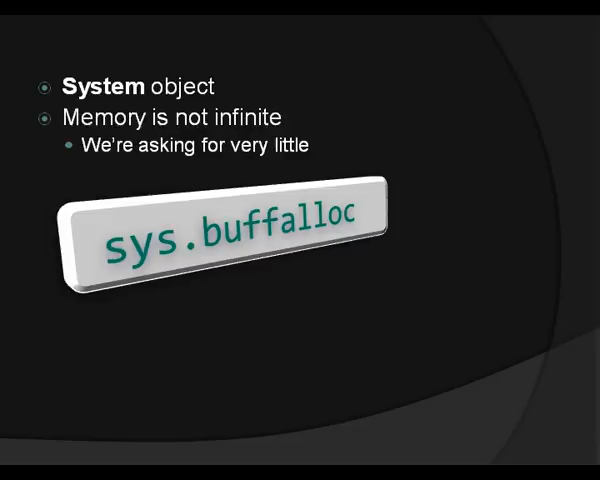 System object
Memory is not infinite
We're asking for very little
sys.buffalloc